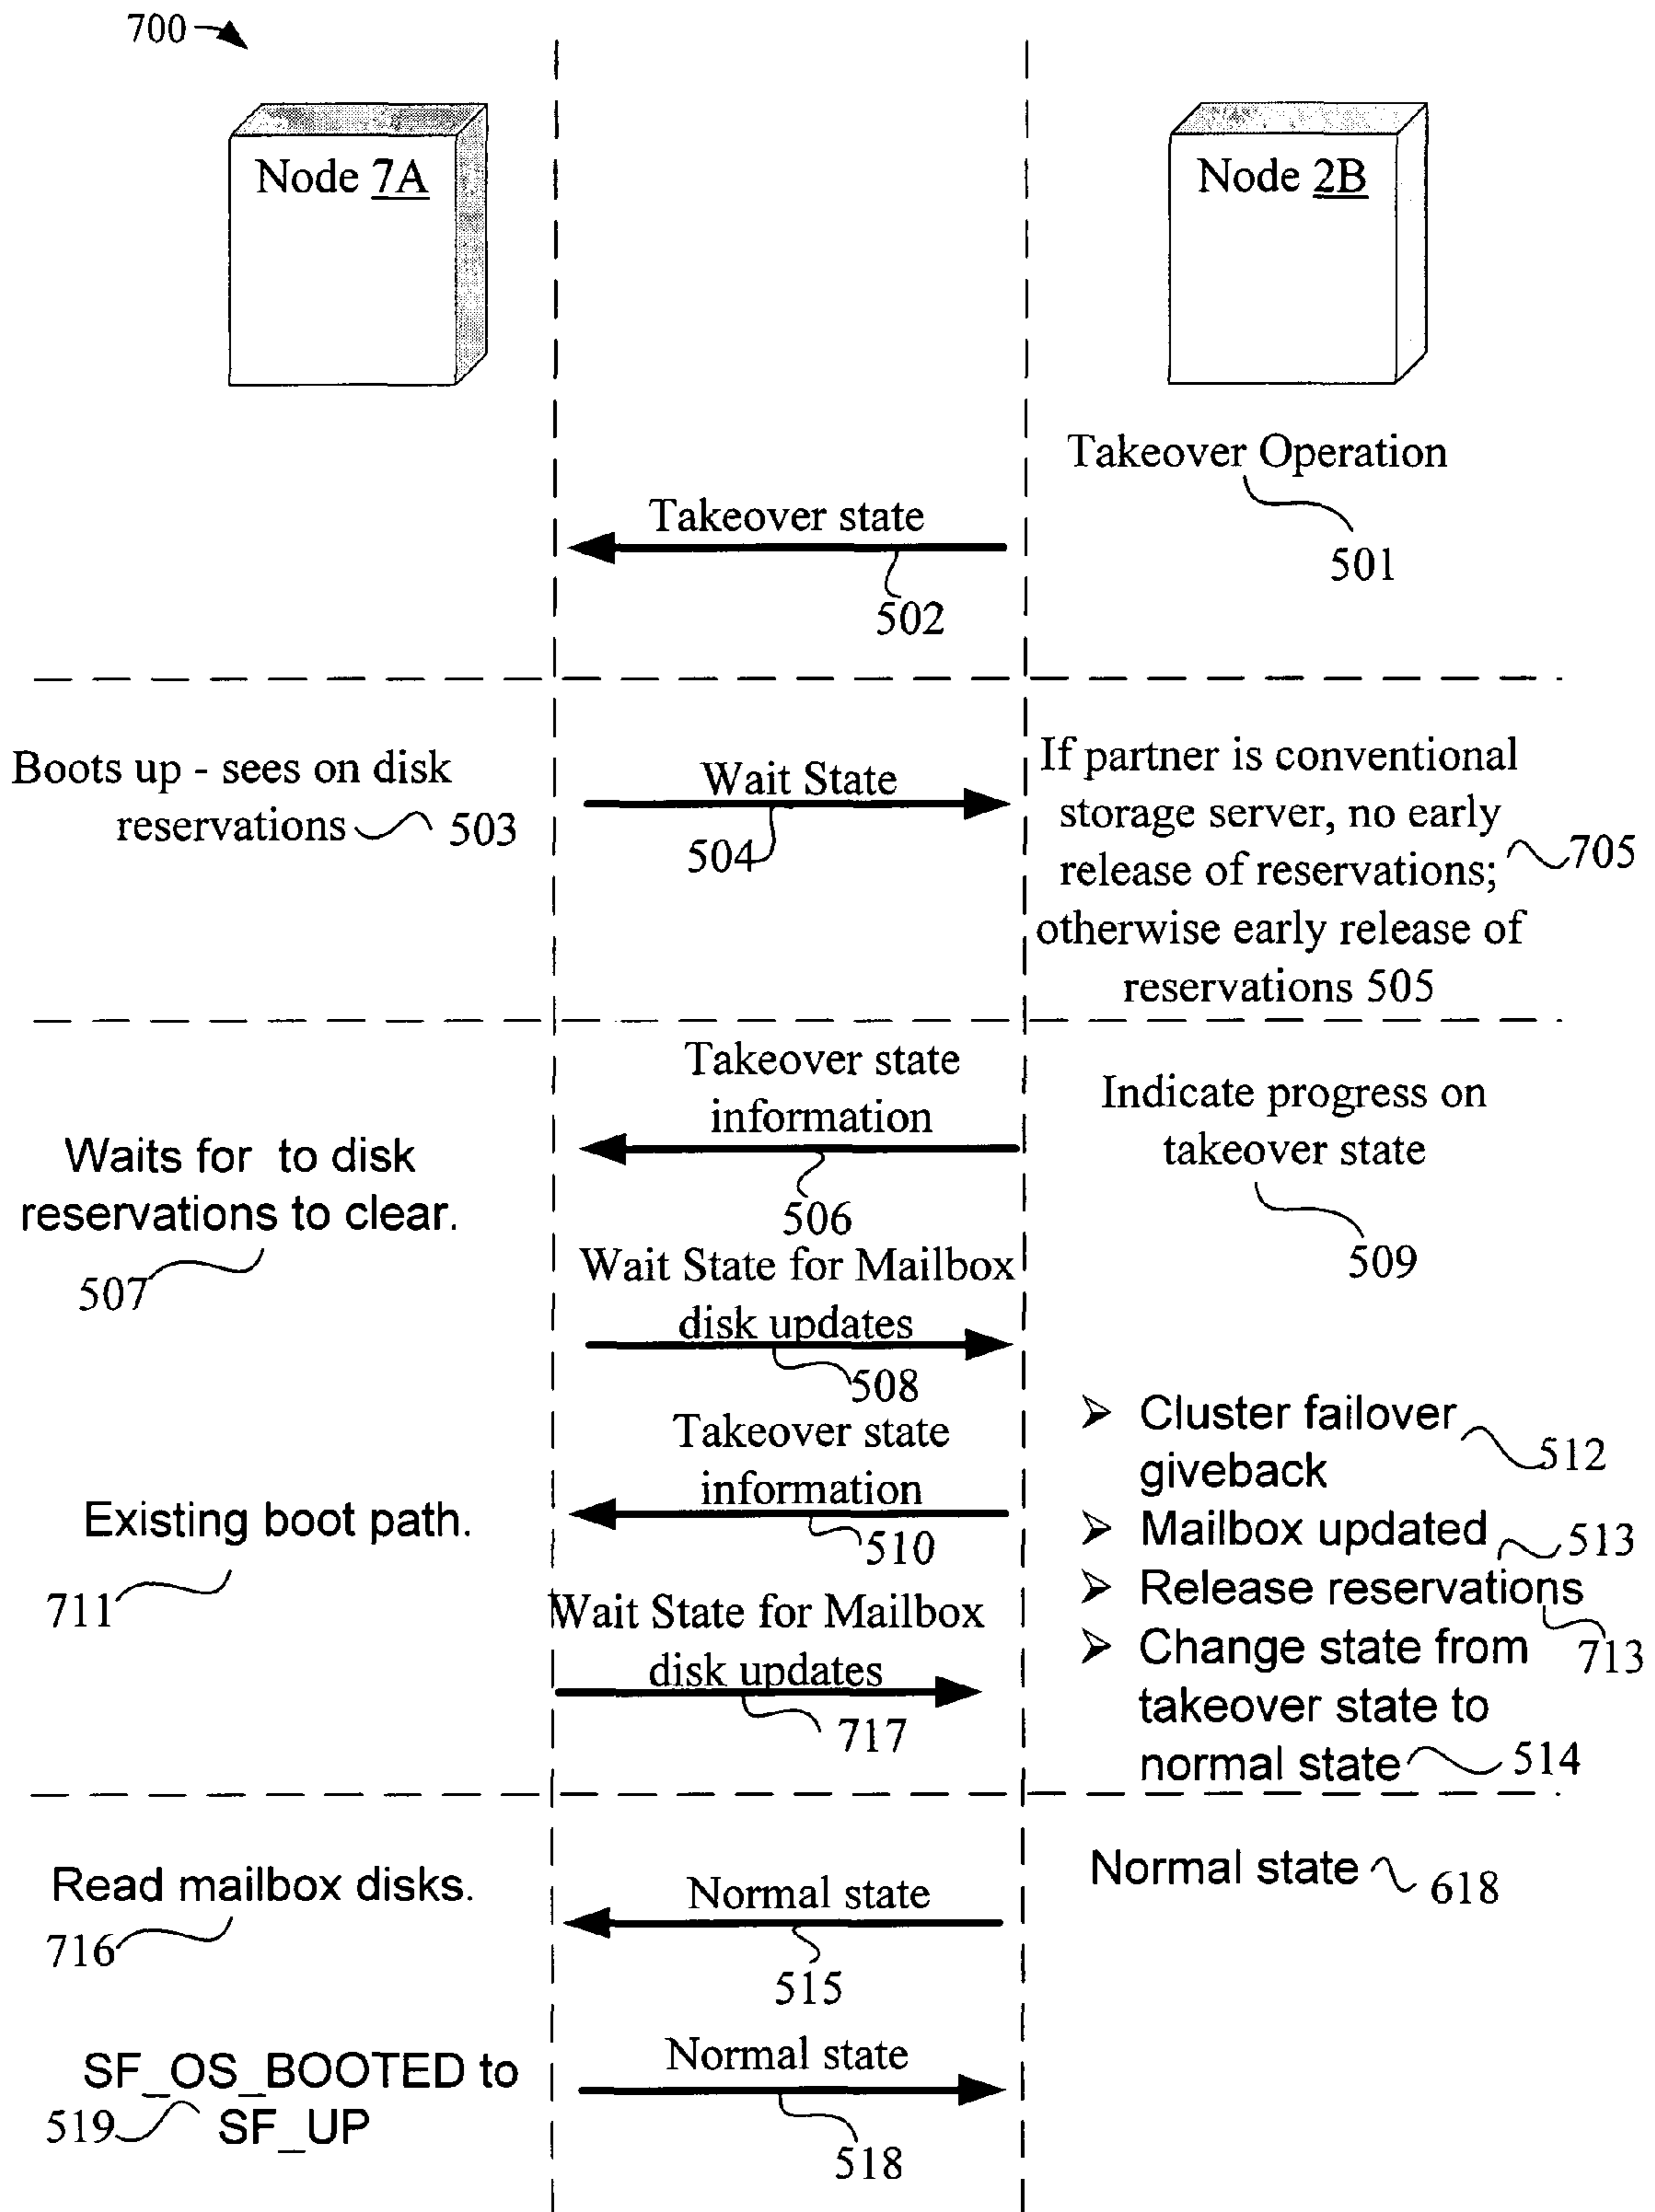 700
Node 7A
Node 2B
Takeover Operation
501
Takeover state
502
Boots up - sees on disk
reservations 503
Wait State
504
If partner is conventional
storage server, no early
release of reservations;
705
otherwise early release of
reservations 505
Takeover state
information
506
Indicate progress on
takeover state
509
Waits for to disk
reservations to clear.
507
Wait State for Mailbox
disk updates
508
Takeover state
information
510
Existing boot path.
711
Wait State for Mailbox
disk updates
717
➢ Cluster failover
giveback
512
➢ Mailbox updated 513
➢ Release reservations
713
➢ Change state from
takeover state to
normal state 514
Read mailbox disks.
716
Normal state
515
Normal state 618
SF_OS_BOOTED to
SF_UP
519
Normal state
518